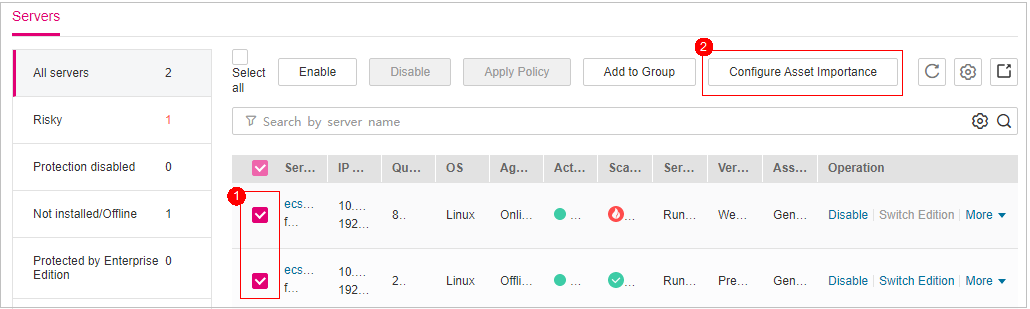 Servers
All servers 2
Risky 1
Protection disabled 0
Not installed/Offline 1
Protected by Enterprise 0
Edition
2
Select
all
Enable
Disable
Apply Policy
Add to Group
Configure Asset Importance
Search by server name
Ser... IP ... Qu... OS Ag... Act... Sca... Ser... Ver... Ass... Operation
1
ecs...
f...
10....
192...
8.. Linux Onli... ... ... Run... We... Gen... Disable Switch Edition More
ecs...
f...
10....
192...
2.. Linux Offli... ... ... Run... Pre... Gen... Disable Switch Edition More